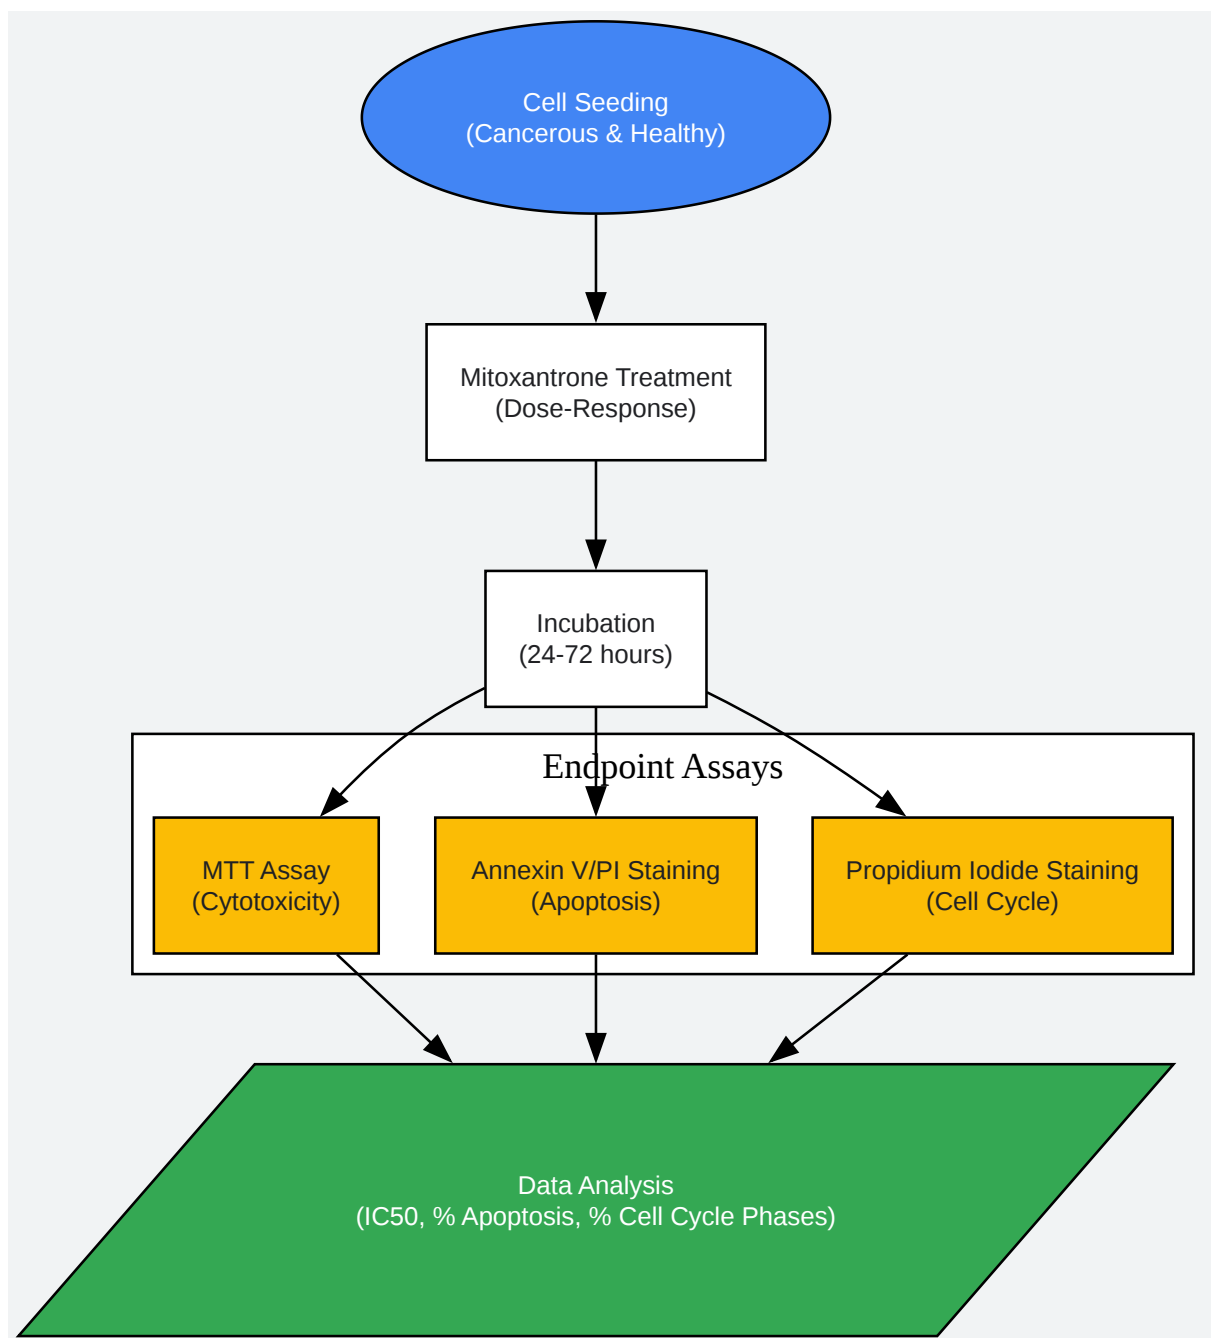 Cell Seeding
(Cancerous & Healthy)
Mitoxantrone Treatment
(Dose-Response)
Incubation
(24-72 hours)
Endpoint Assays
MTT Assay
(Cytotoxicity)
Annexin V/PI Staining
(Apoptosis)
Propidium Iodide Staining
(Cell Cycle)
Data Analysis
(IC50, % Apoptosis, % Cell Cycle Phases)